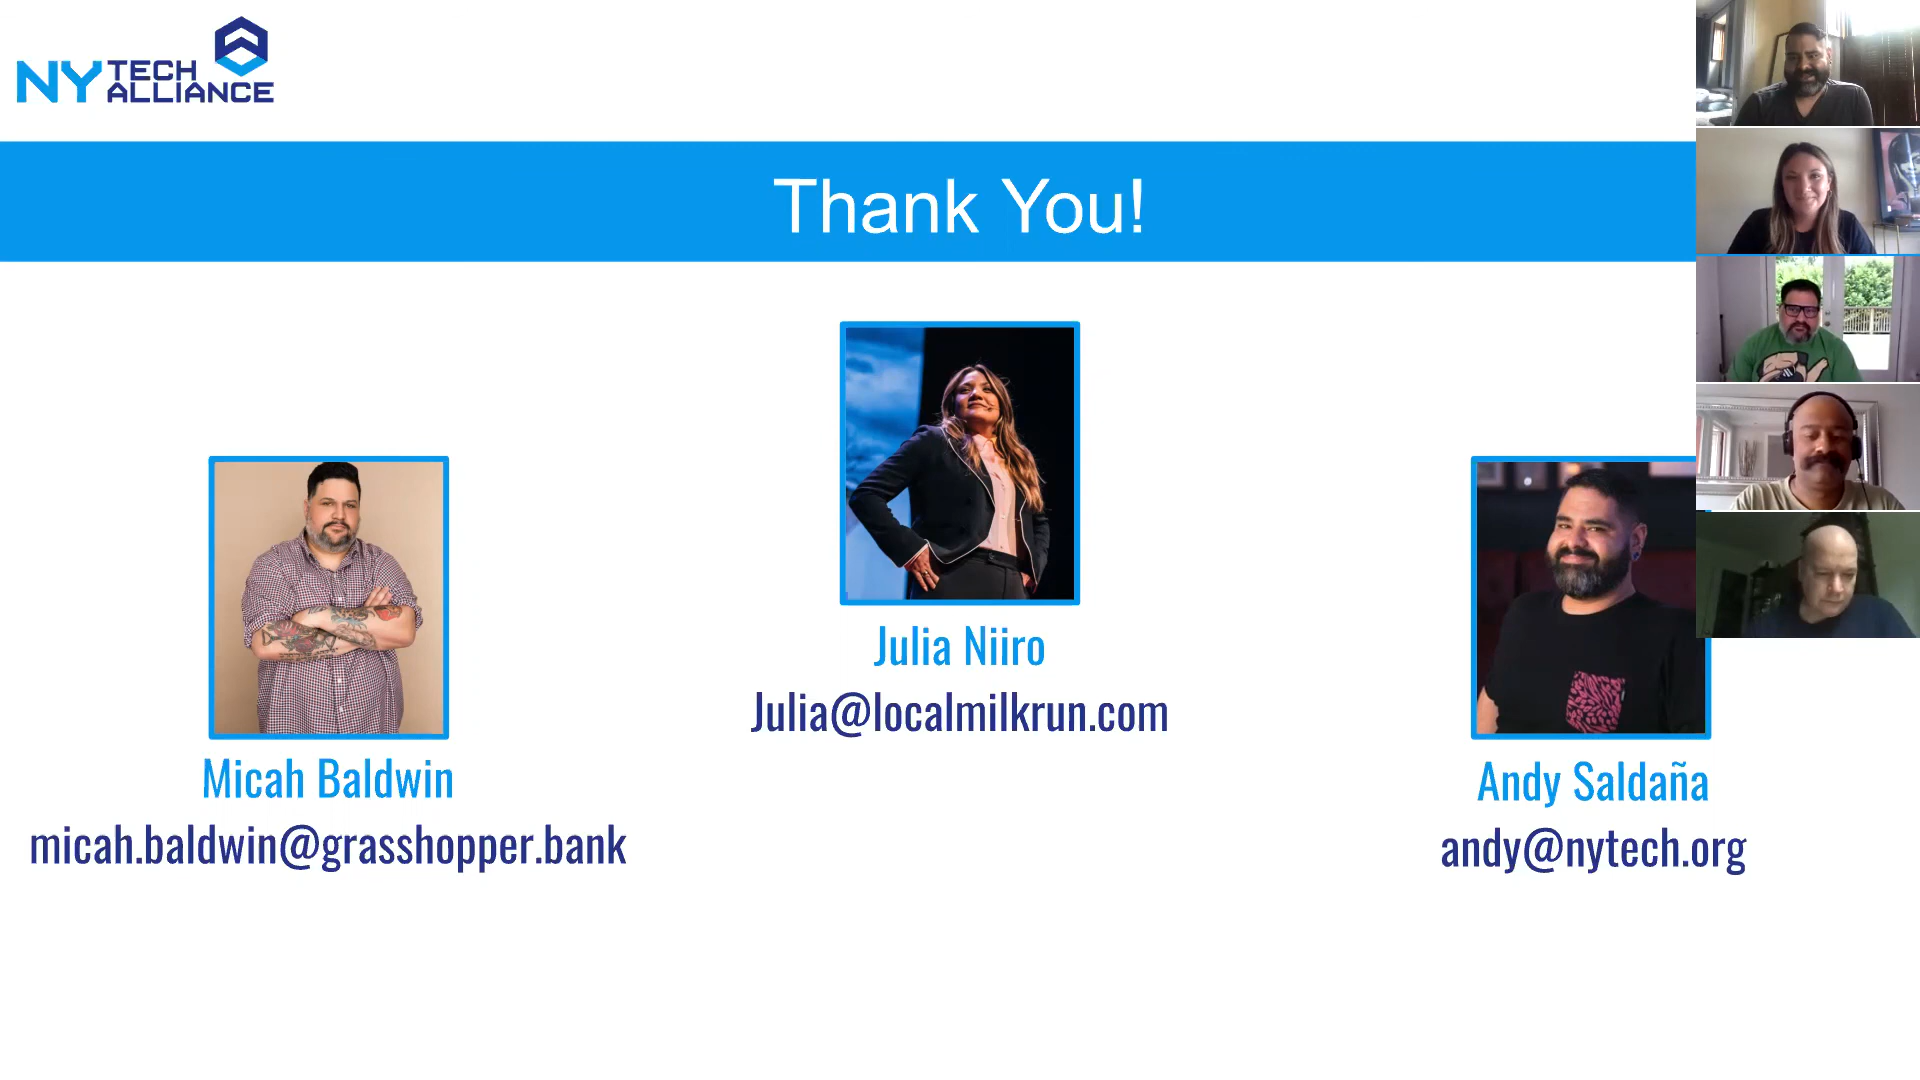 NY TECH
ALLIANCE
Thank You!
Julia Niiro
Julia@localmilkrun.com
Micah Baldwin
micah.baldwin@grasshopper.bank
Andy Saldaña
andy@nytech.org